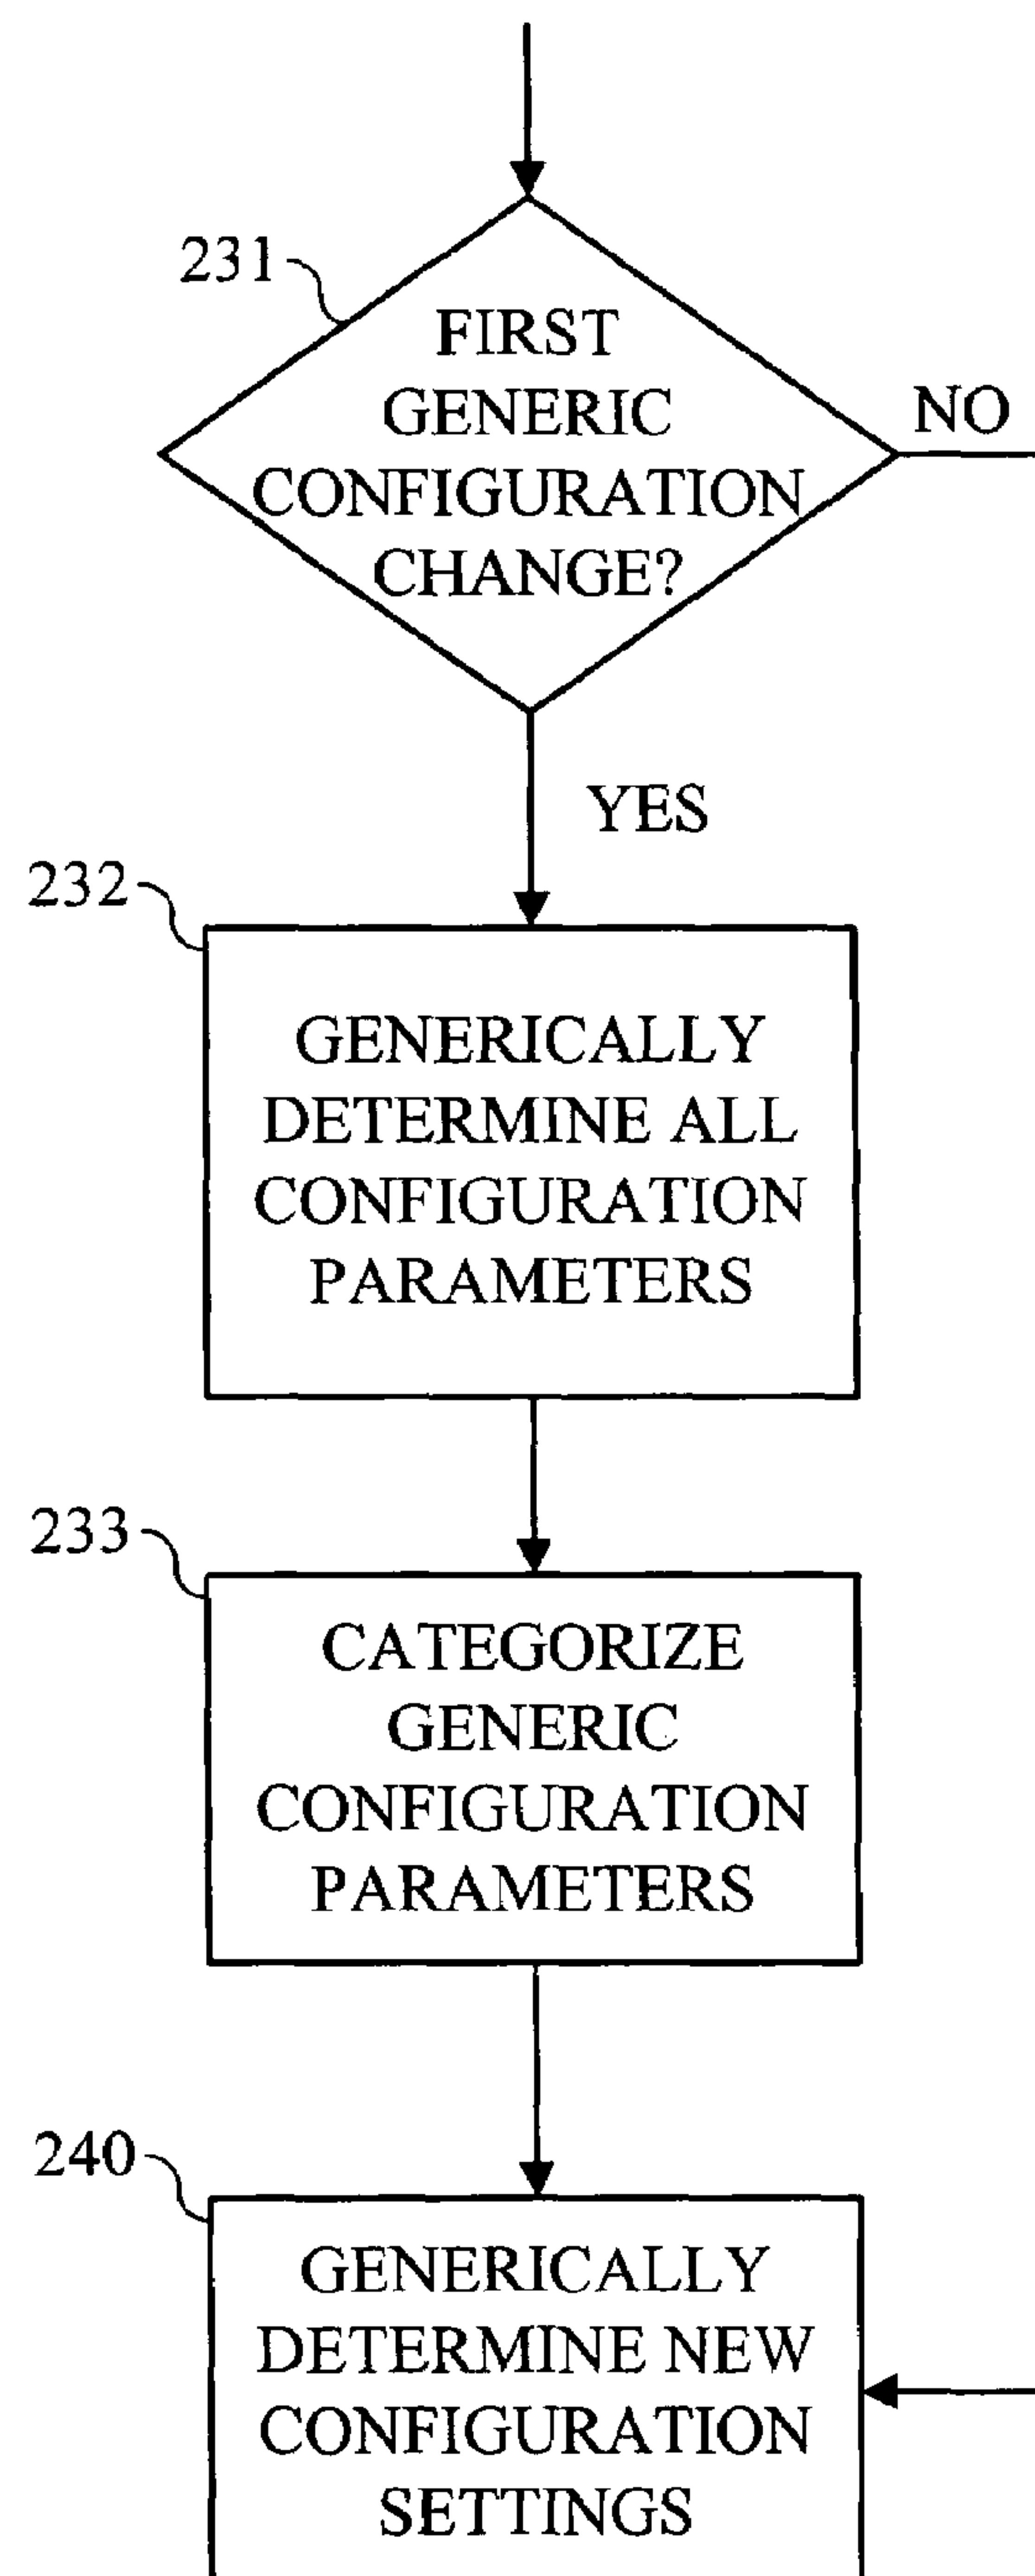 231
FIRST
GENERIC
CONFIGURATION
CHANGE?
NO
YES
232
GENERICALLY
DETERMINE ALL
CONFIGURATION
PARAMETERS
233
CATEGORIZE
GENERIC
CONFIGURATION
PARAMETERS
240
GENERICALLY
DETERMINE NEW
CONFIGURATION
SETTINGS